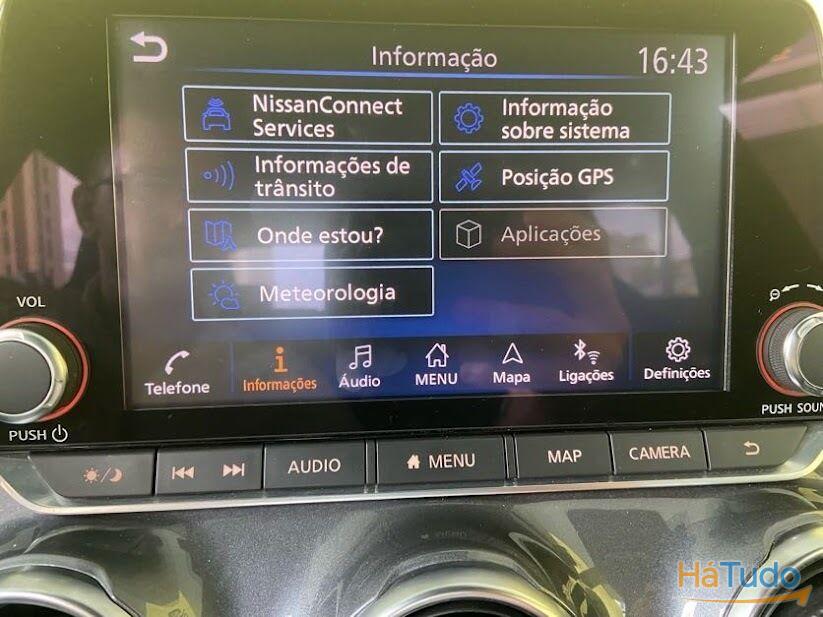 Informação
16:43
NissanConnect
Services
Informação
sobre sistema
Informações de
trânsito
Posição GPS
Onde estou?
Aplicações
Meteorologia
Telefone
Informações
Áudio
MENU
Mapa
Ligações
Definições
VOL
PUSH
PUSH SOUN
AUDIO
MENU
MAP
CAMERA
HáTudo